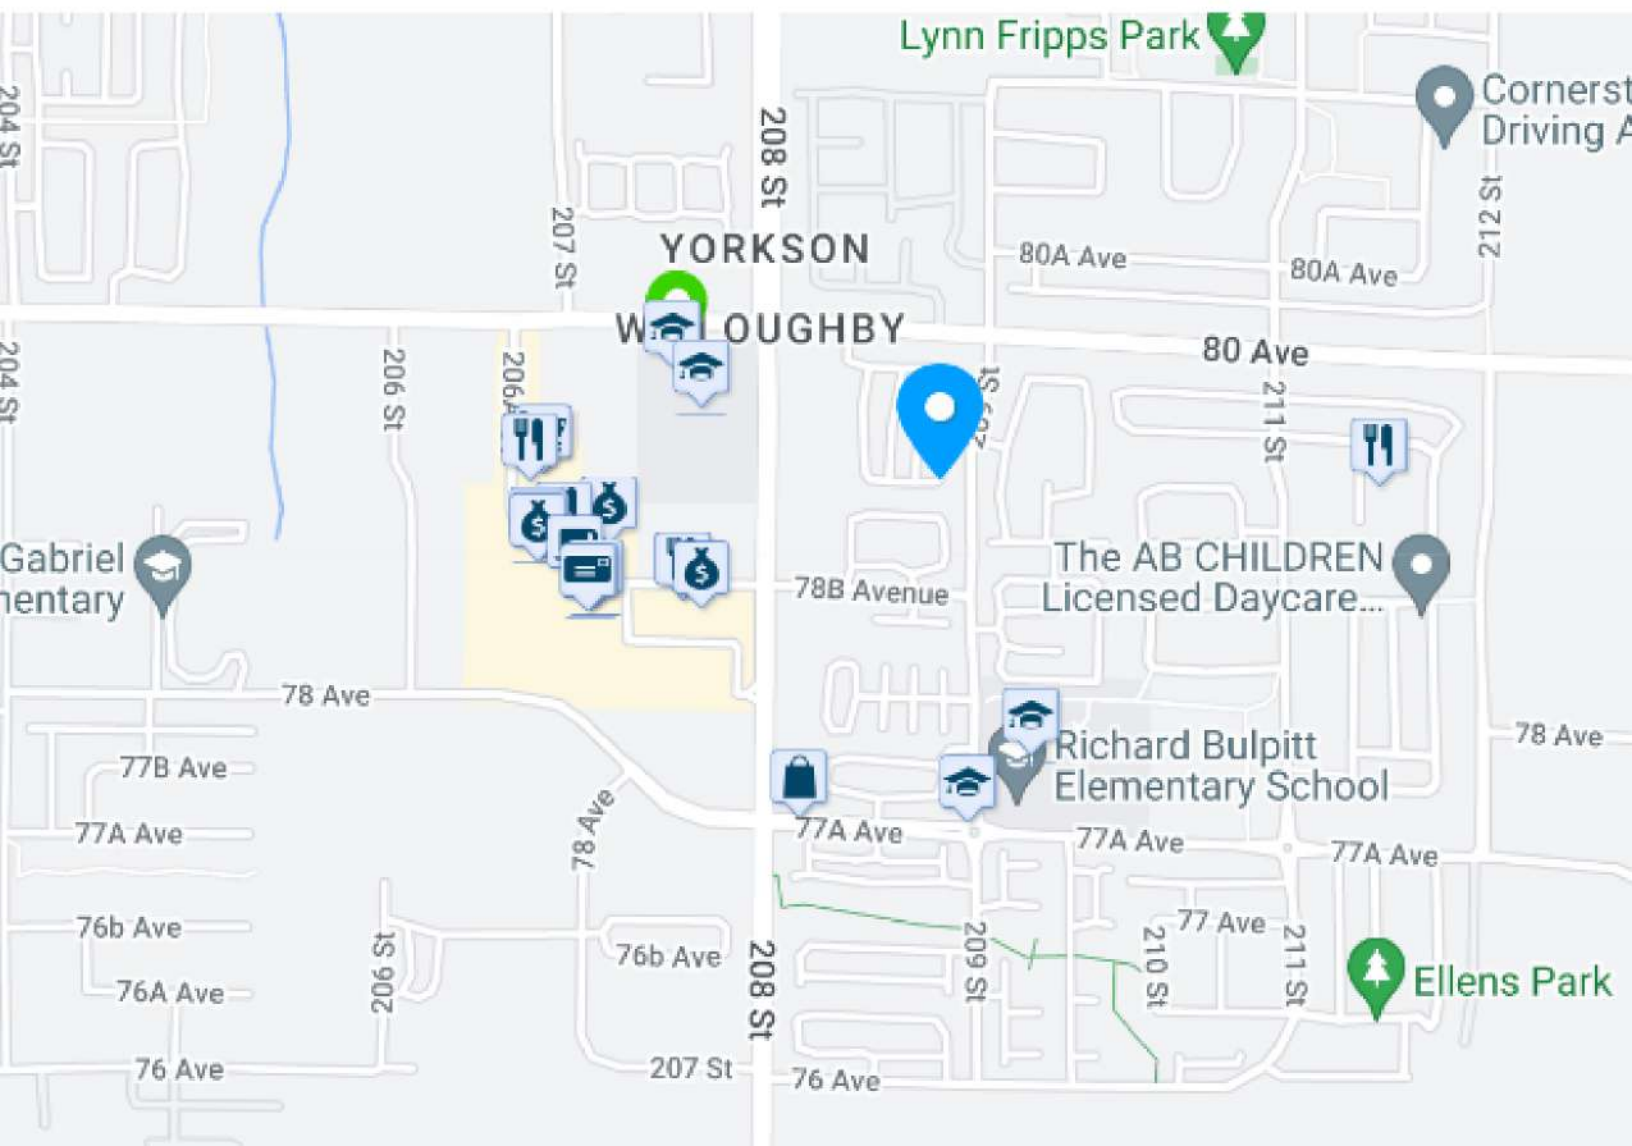 Lynn Fripps Park
Cornerst
Driving A
204 St
208 St
207 St
212 St
YORKSON
80A Ave
80A Ave
W LOUGHBY
80 Ave
204 St
206 St
206A
St
211 St
Gabriel
nentary
The AB CHILDREN
Licensed Daycare...
78B Avenue
78 Ave
78 Ave
Richard Bulpitt
Elementary School
77B Ave
77A Ave
78 Ave
77A Ave
77A Ave
77A Ave
76b Ave
77 Ave
76b Ave
206 St
208 St
209 St
210 St
211 St
76A Ave
Ellens Park
76 Ave
207 St
76 Ave